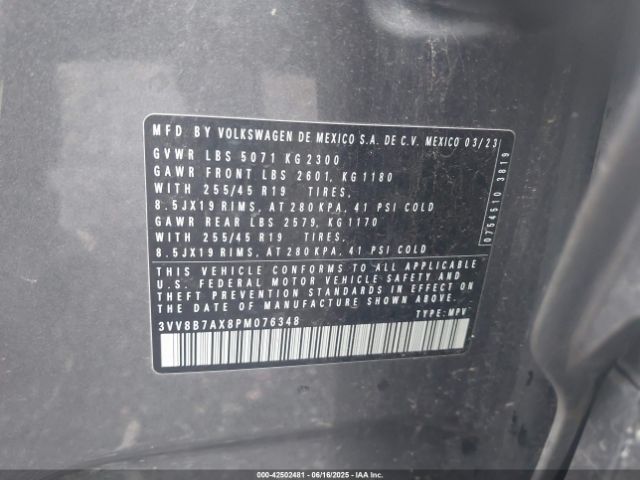 MFD. BY VOLKSWAGEN DE MEXICO S.A. DE C.V. MEXICO 03/23
GVWR LBS 5071 KG 2300
GAWR FRONT LBS 2601, KG 1180
WITH 255/45 R19 TIRES,
8.5JX19 RIMS, AT 280 KPA, 41 PSI COLD
GAWR REAR LBS 2579, KG 1170
WITH 255/45 R19 TIRES,
8.5JX19 RIMS, AT 280 KPA, 41 PSI COLD
THIS VEHICLE CONFORMS TO ALL APPLICABLE
U.S. FEDERAL MOTOR VEHICLE SAFETY AND
THEFT PREVENTION STANDARDS IN EFFECT ON
THE DATE OF MANUFACTURE SHOWN ABOVE.
3VV8B7AX8PM076348 TYPE: MPV
0754510 3819
000-42502481 - 06/16/2025 - © IAA Inc.